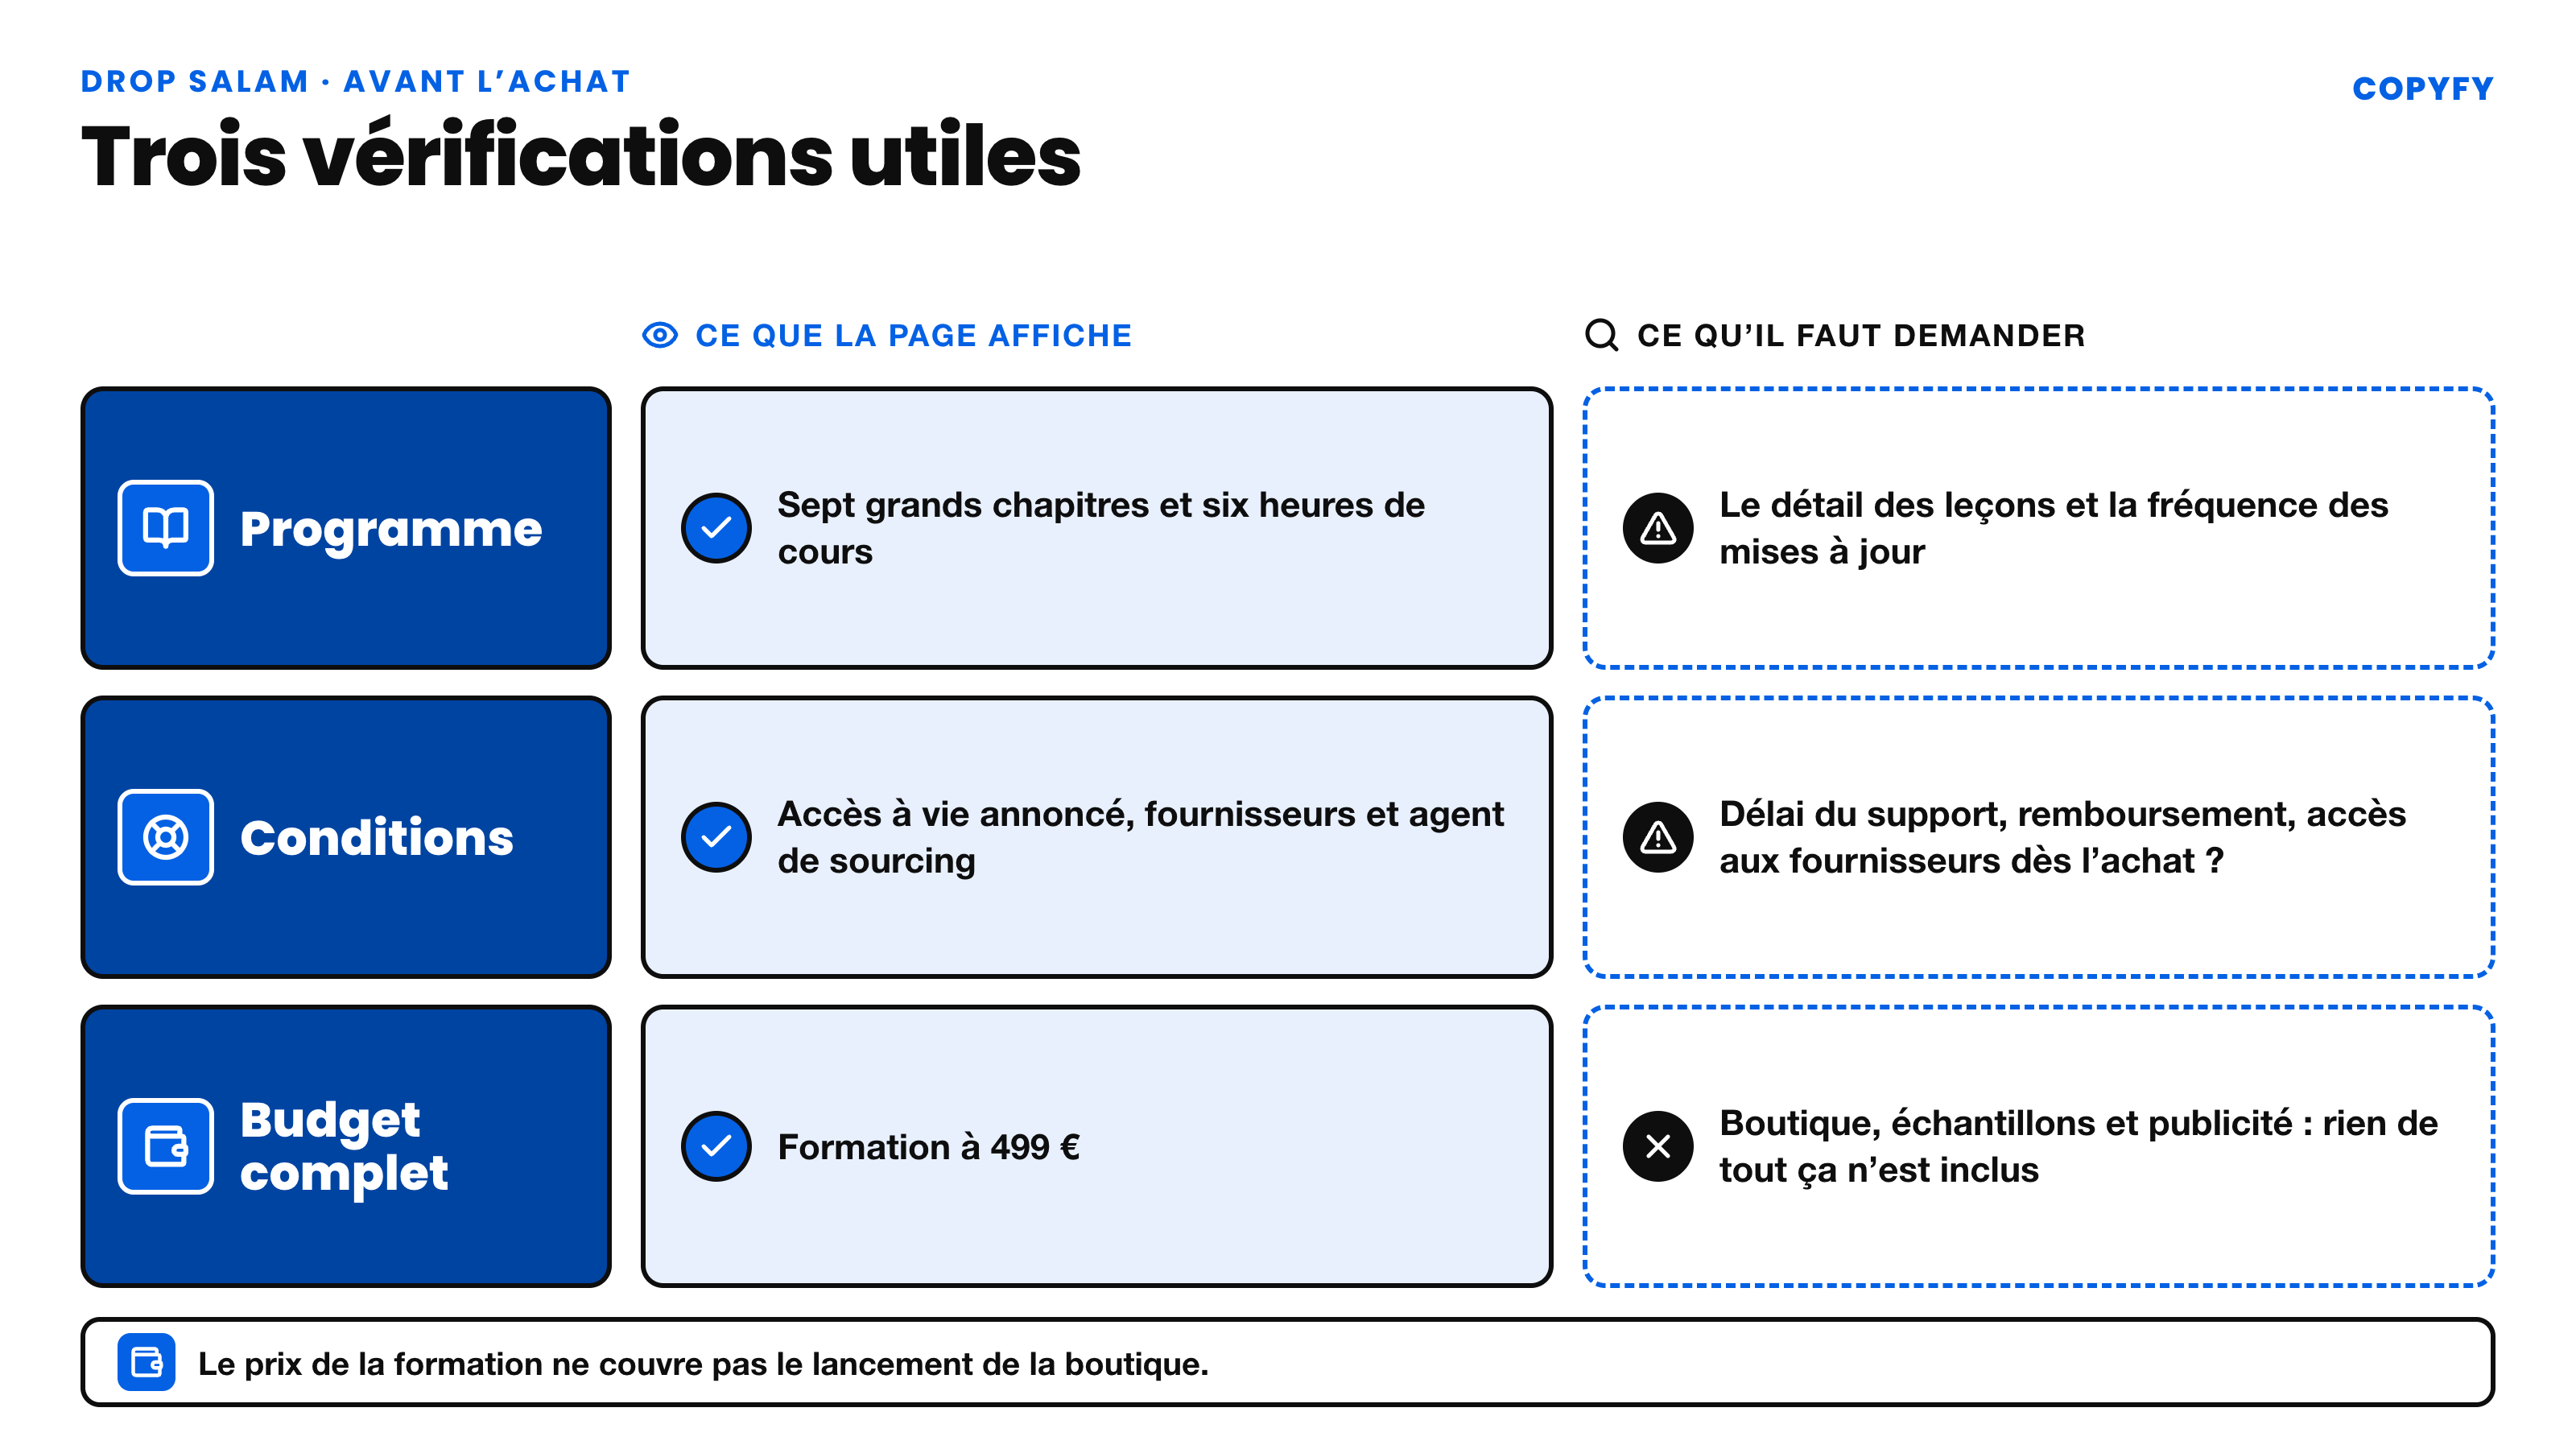 DROP SALAM · AVANT L’ACHAT
COPYFY
Trois vérifications utiles
CE QUE LA PAGE AFFICHE
CE QU’IL FAUT DEMANDER
Programme
Sept grands chapitres et six heures de
cours
Le détail des leçons et la fréquence des
mises à jour
Conditions
Accès à vie annoncé, fournisseurs et agent
de sourcing
Délai du support, remboursement, accès
aux fournisseurs dès l’achat ?
Budget
complet
Formation à 499 €
Boutique, échantillons et publicité : rien de
tout ça n’est inclus
Le prix de la formation ne couvre pas le lancement de la boutique.